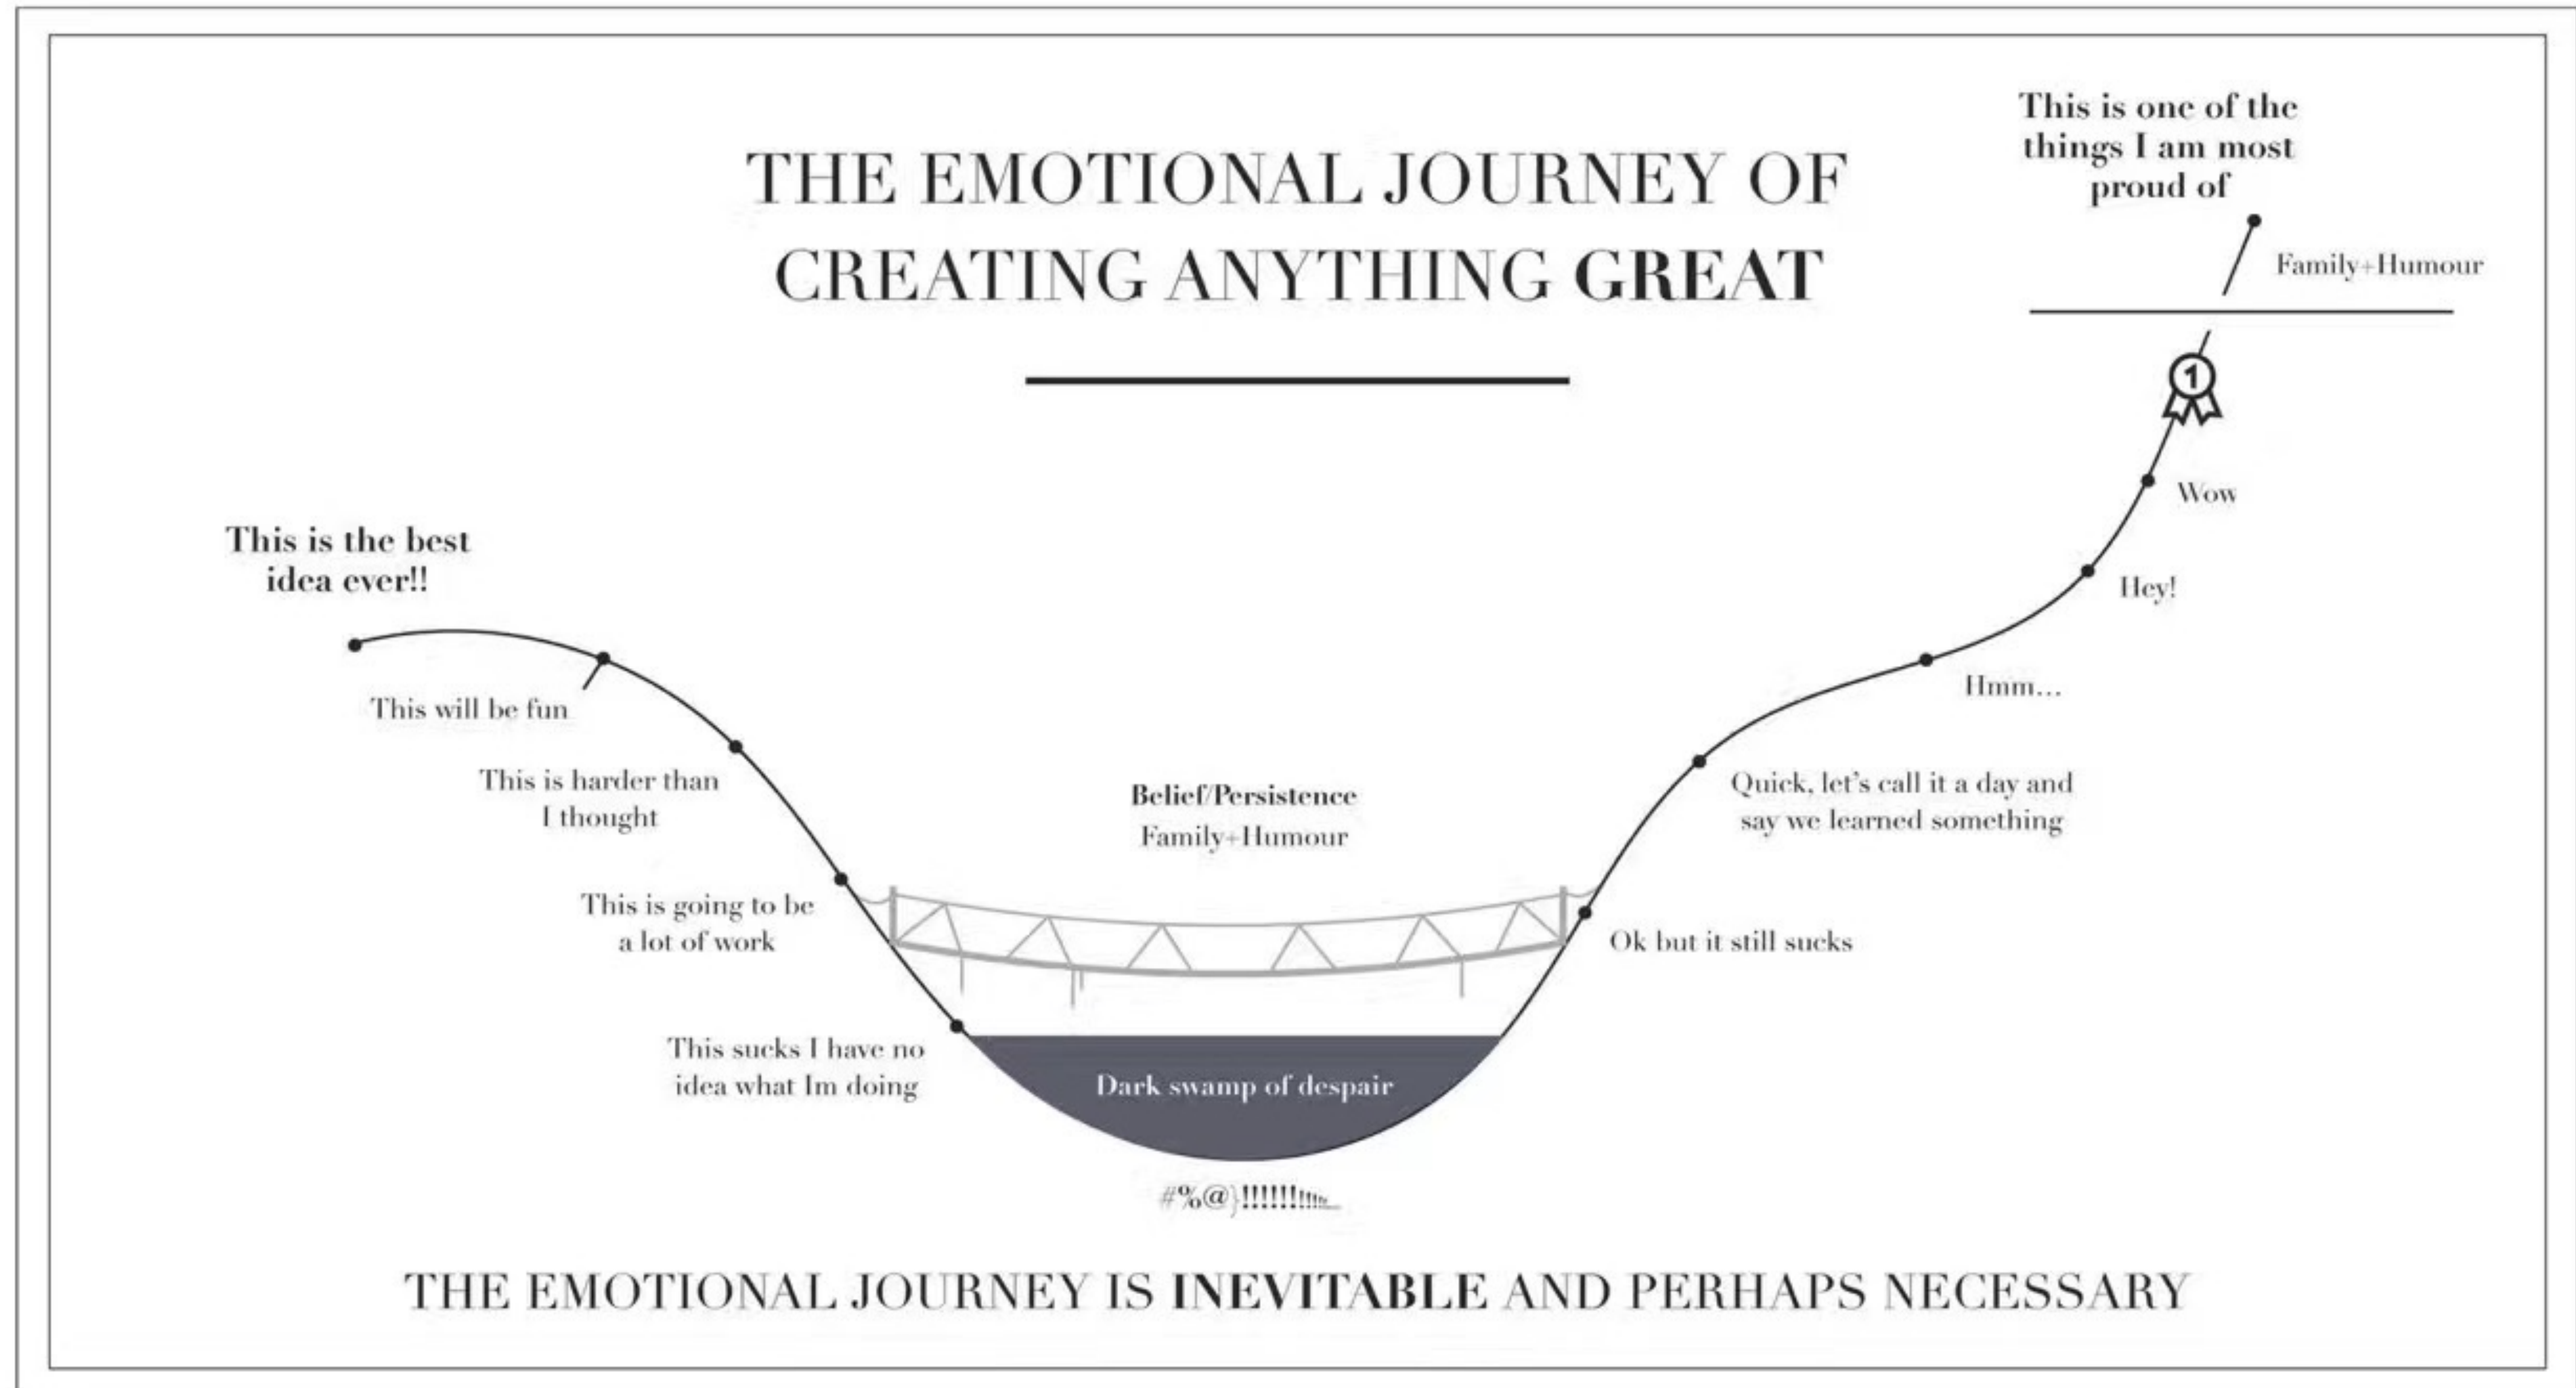 THE EMOTIONAL JOURNEY OF
CREATING ANYTHING GREAT
This is the best
idea ever!!
This will be fun
This is harder than
I thought
This is going to be
a lot of work
This sucks I have no
idea what Im doing
Belief/Persistence
Family+Humour
Dark swamp of despair
#%@}!!!!!!!!!!!!...
Ok but it still sucks
Quick, let's call it a day and
say we learned something
Hmm...
Hey!
Wow
1
Family+Humour
This is one of the
things I am most
proud of
THE EMOTIONAL JOURNEY IS INEVITABLE AND PERHAPS NECESSARY